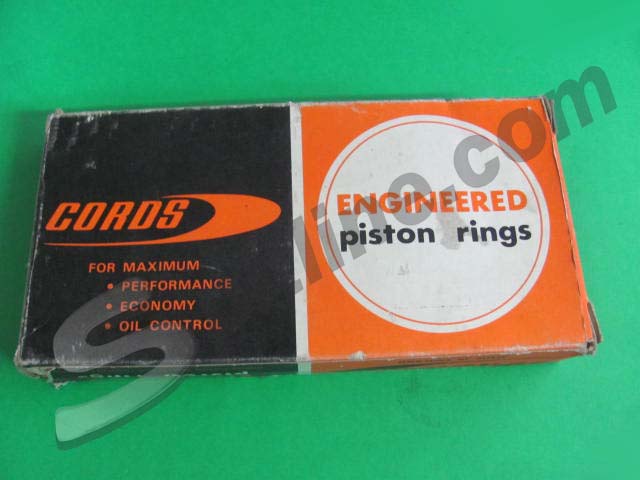 CORDS
FOR MAXIMUM
• PERFORMANCE
• ECONOMY
• OIL CONTROL
ENGINEERED
piston rings